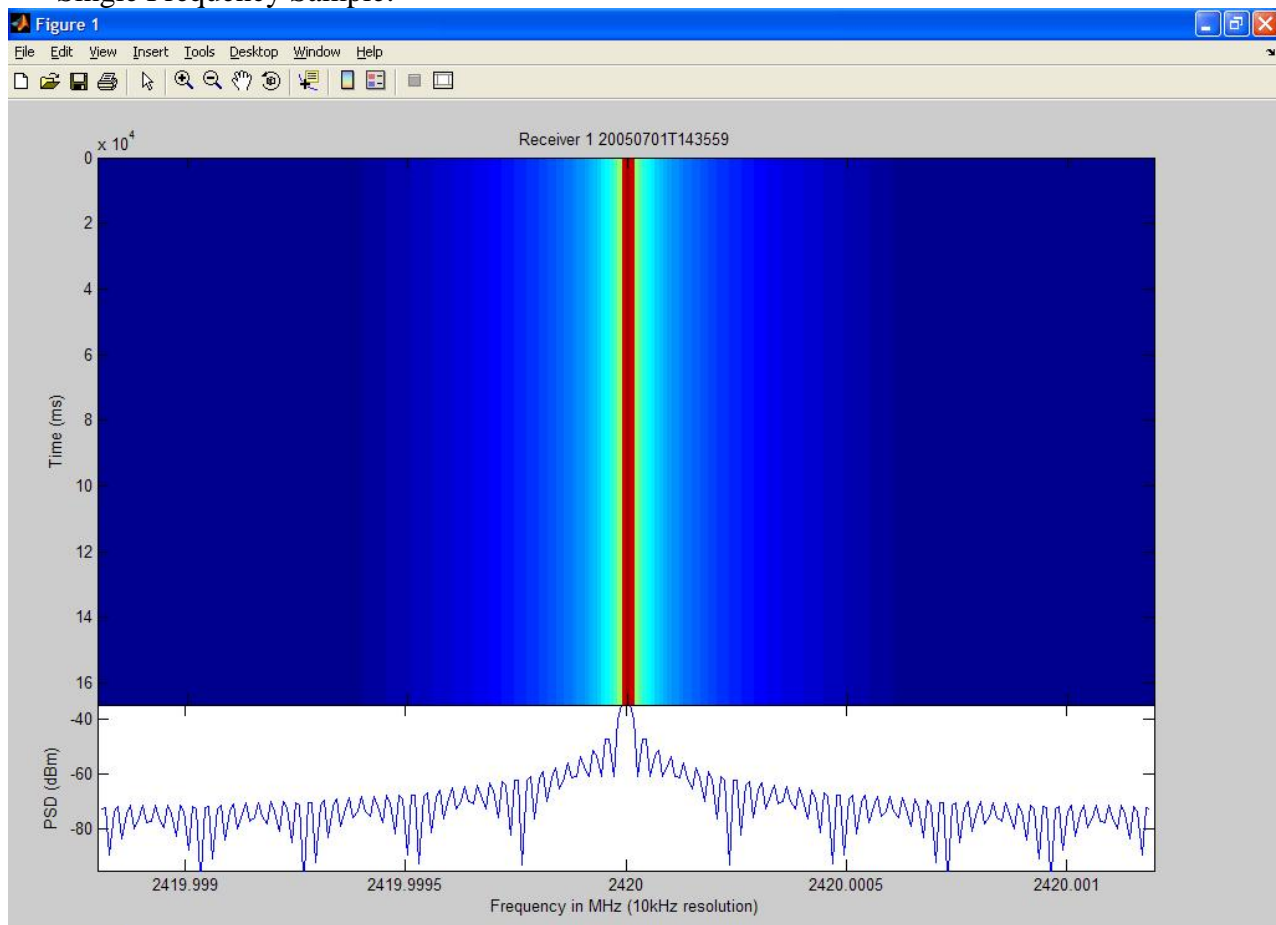 Single Frequency Sample:
Figure 1
File Edit View Insert Tools Desktop Window Help
Receiver 1 20050701T143559
x 10^4
0
2
4
6
8
10
12
14
16
Time (ms)
-40
-60
-80
PSD (dBm)
2419.999 2419.9995 2420 2420.0005 2420.001
Frequency in MHz (10kHz resolution)